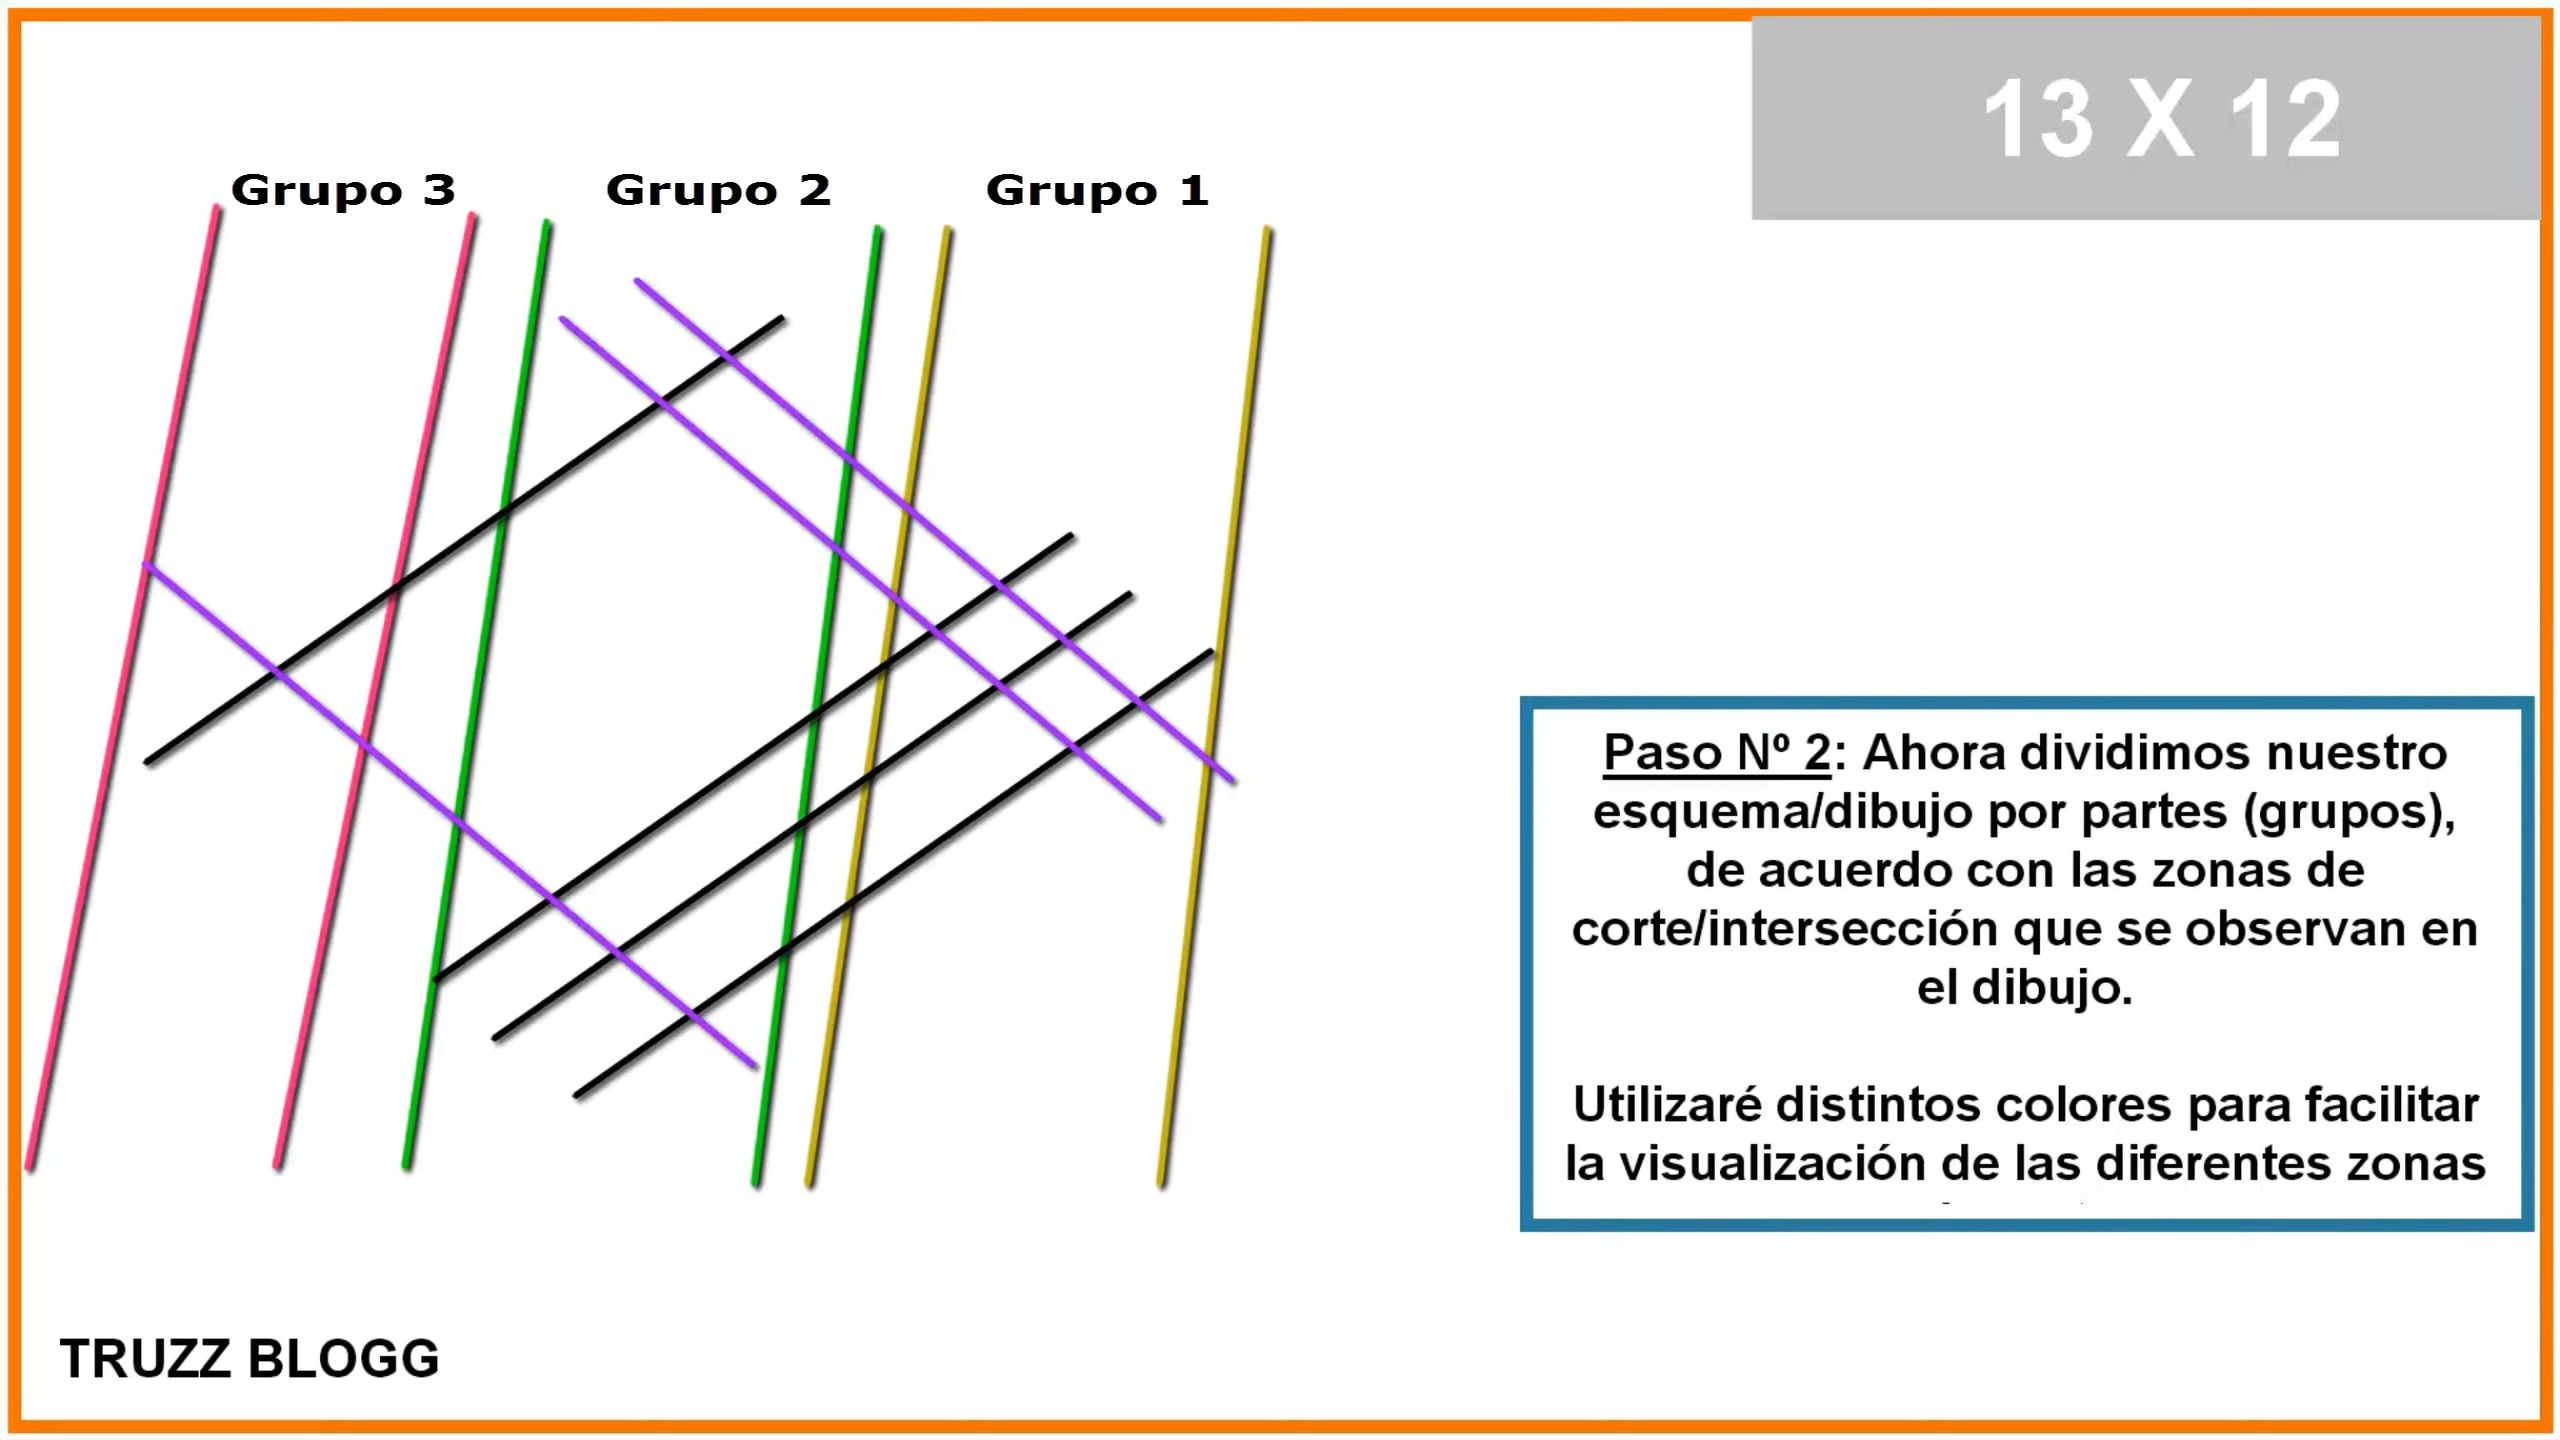 13 X 12
Grupo 3 Grupo 2 Grupo 1
Paso Nº 2: Ahora dividimos nuestro
esquema/dibujo por partes (grupos),
de acuerdo con las zonas de
corte/intersección que se observan en
el dibujo.
Utilizaré distintos colores para facilitar
la visualización de las diferentes zonas
TRUZZ BLOGG